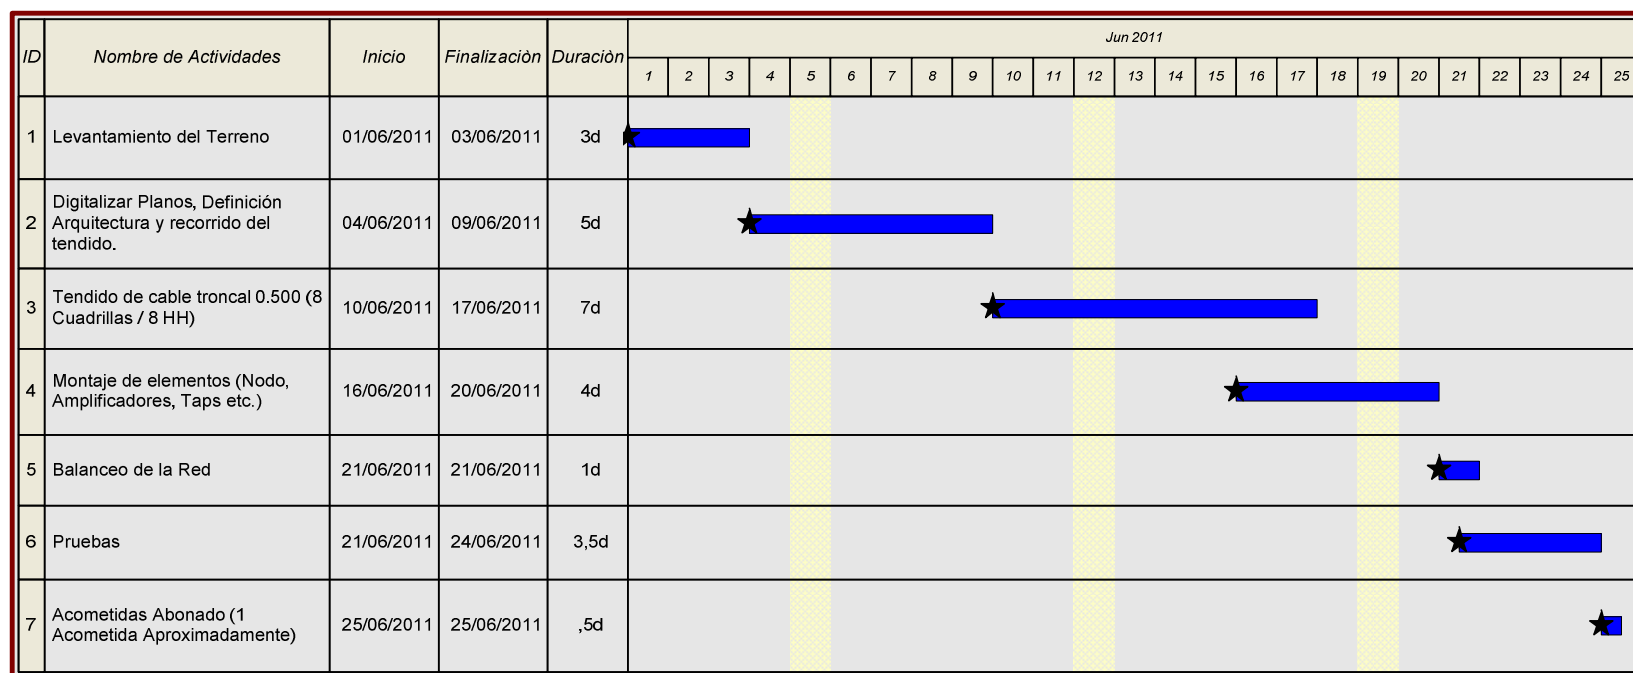 ID Nombre de Actividades Inicio Finalizaciòn Duraciòn
Jun 2011
1 2 3 4 5 6 7 8 9 10 11 12 13 14 15 16 17 18 19 20 21 22 23 24 25
1 Levantamiento del Terreno 01/06/2011 03/06/2011 3d
2 Digitalizar Planos, Definición
Arquitectura y recorrido del
tendido.
04/06/2011 09/06/2011 5d
3 Tendido de cable troncal 0.500 (8
Cuadrillas / 8 HH)
10/06/2011 17/06/2011 7d
4 Montaje de elementos (Nodo,
Amplificadores, Taps etc.)
16/06/2011 20/06/2011 4d
5 Balanceo de la Red 21/06/2011 21/06/2011 1d
6 Pruebas 21/06/2011 24/06/2011 3,5d
7 Acometidas Abonado (1
Acometida Aproximadamente)
25/06/2011 25/06/2011 ,5d